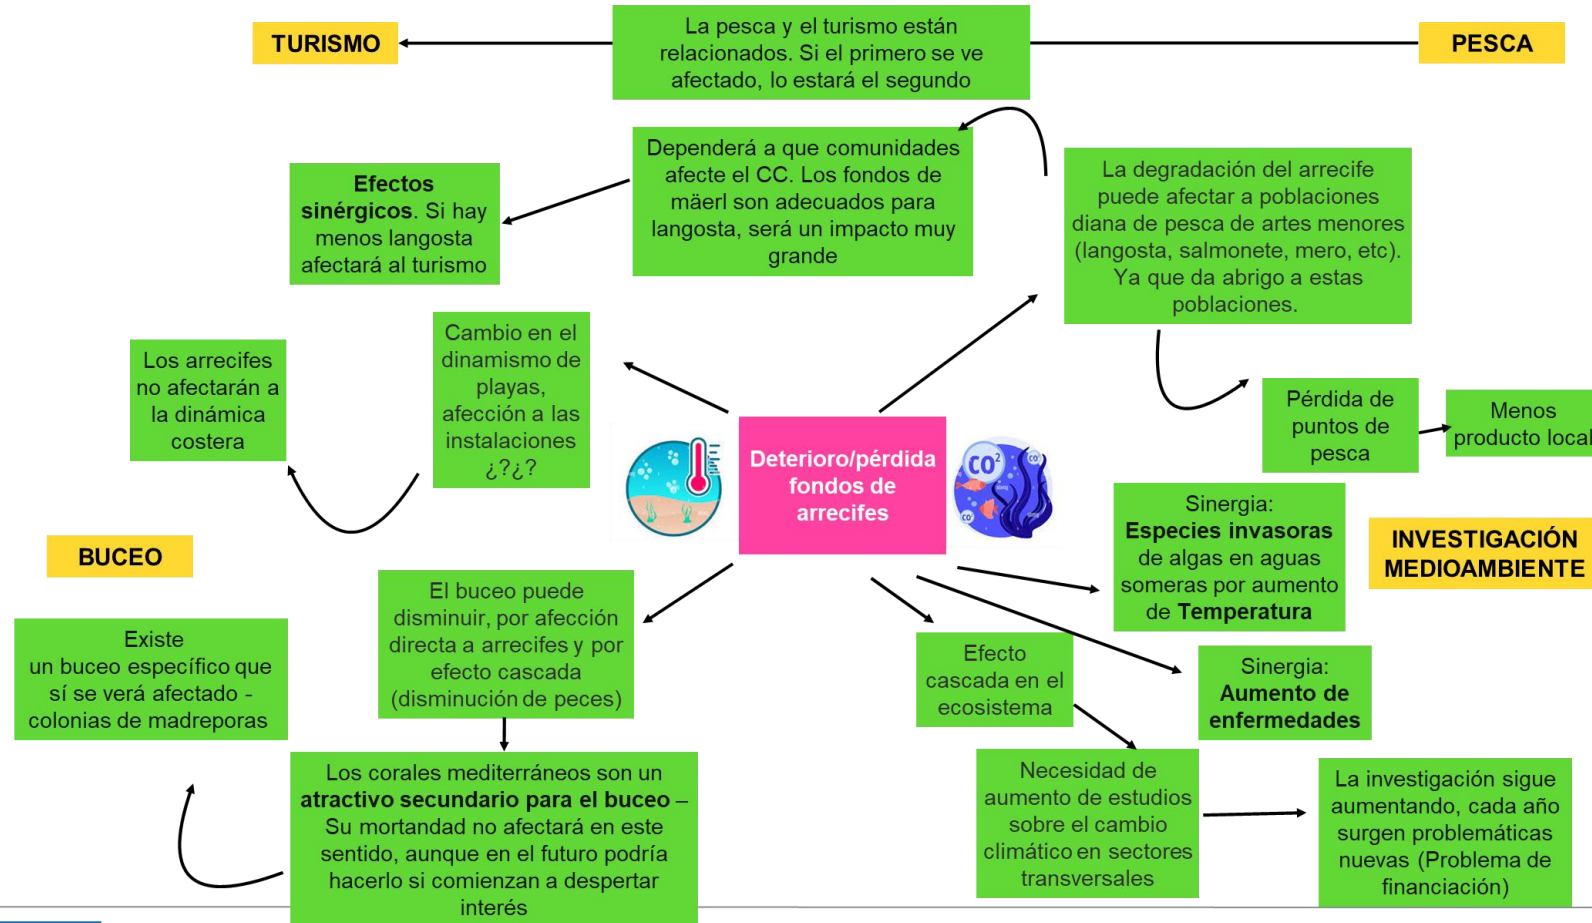 TURISMO
La pesca y el turismo están
relacionados. Si el primero se ve
afectado, lo estará el segundo
PESCA
Efectos
sinérgicos. Si hay
menos langosta
afectará al turismo
Dependerá a que comunidades
afecte el CC. Los fondos de
mäerl son adecuados para
langosta, será un impacto muy
grande
La degradación del arrecife
puede afectar a poblaciones
diana de pesca de artes menores
(langosta, salmonete, mero, etc).
Ya que da abrigo a estas
poblaciones.
Los arrecifes
no afectarán a
la dinámica
costera
Cambio en el
dinamismo de
playas,
afección a las
instalaciones
¿?¿?
Pérdida de
puntos de
pesca
Menos
producto local
Deterioro/pérdida
fondos de
arrecifes
CO2
CO2
CO2
Sinergia:
Especies invasoras
de algas en aguas
someras por aumento
de Temperatura
INVESTIGACIÓN
MEDIOAMBIENTE
BUCEO
El buceo puede
disminuir, por afección
directa a arrecifes y por
efecto cascada
(disminución de peces)
Existe
un buceo específico que
sí se verá afectado -
colonias de madreporas
Efecto
cascada en el
ecosistema
Sinergia:
Aumento de
enfermedades
Los corales mediterráneos son un
atractivo secundario para el buceo –
Su mortandad no afectará en este
sentido, aunque en el futuro podría
hacerlo si comienzan a despertar
interés
Necesidad de
aumento de estudios
sobre el cambio
climático en sectores
transversales
La investigación sigue
aumentando, cada año
surgen problemáticas
nuevas (Problema de
financiación)